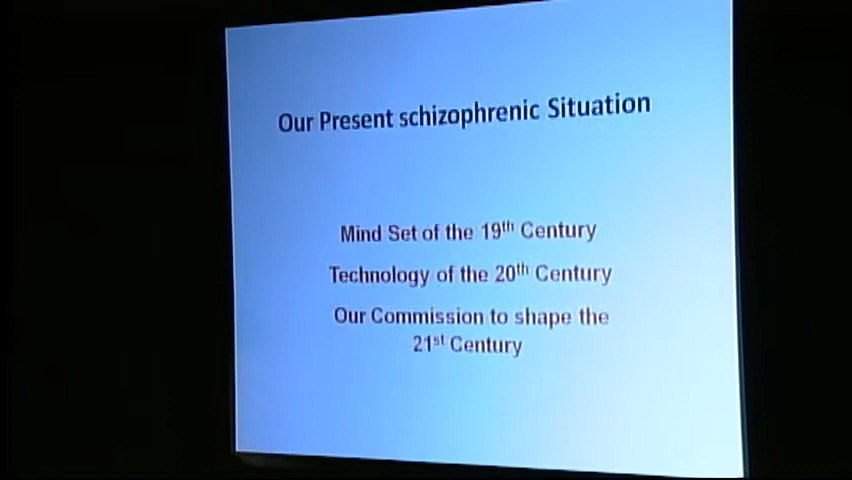 Our Present schizophrenic Situation
Mind Set of the 19th Century
Technology of the 20th Century
Our Commission to shape the
21st Century